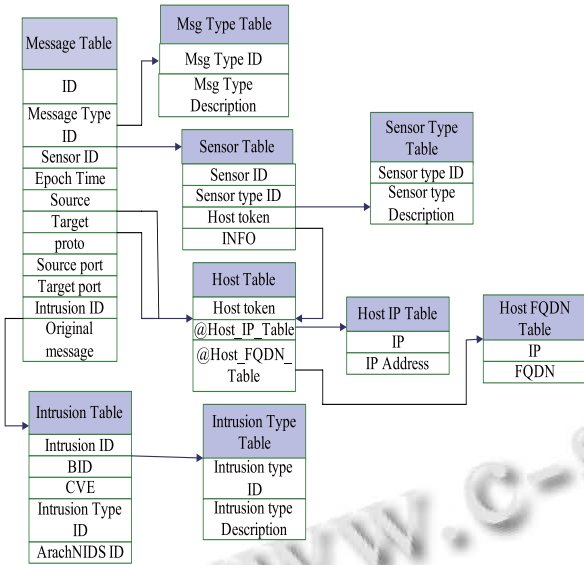 Message Table
ID
Message Type
ID
Sensor ID
Epoch Time
Source
Target
proto
Source port
Target port
Intrusion ID
Original
message
Msg Type Table
Msg Type ID
Msg Type
Description
Sensor Table
Sensor ID
Sensor type ID
Host token
INFO
Sensor Type
Table
Sensor type ID
Sensor type
Description
Host Table
Host token
@Host_IP_Table
@Host_FQDN_
Table
Host IP Table
IP
IP Address
Host FQDN
Table
IP
FQDN
Intrusion Table
Intrusion ID
BID
CVE
Intrusion Type
ID
ArachNIDS ID
Intrusion Type
Table
Intrusion type
ID
Intrusion type
Description
www.c-s